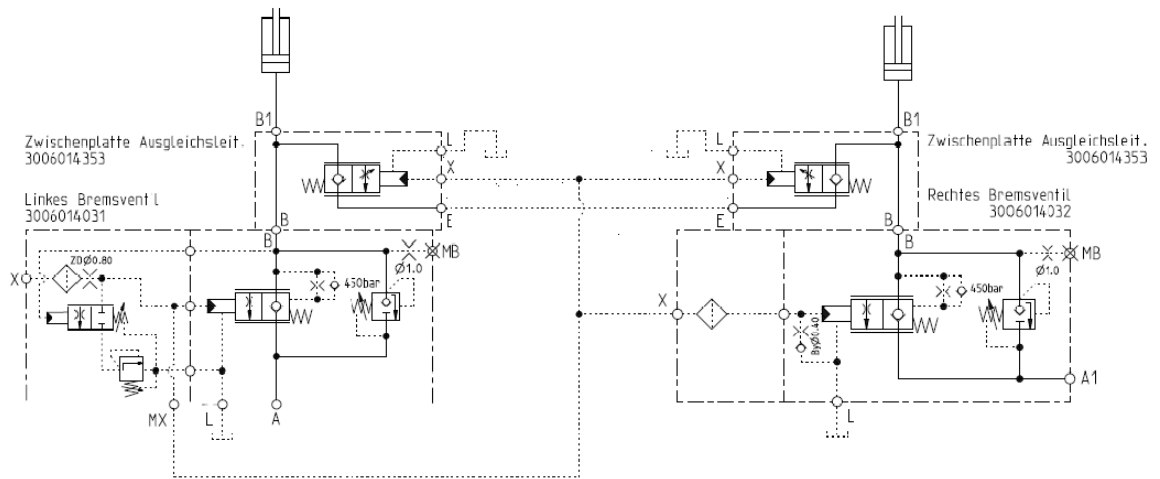 B1
B1
Zwischenplatte Ausgleichsleit.
3006014353
L
X
E
L
X
E
Zwischenplatte Ausgleichsleit.
3006014353
Linkes Bremsventil
3006014031
Rechtes Bremsventil
3006014032
B
B
B
B
X
ZDØ0.80
450bar
Ø1.0
MB
X
ByØ0.40
450bar
Ø1.0
MB
MX
L
A
L
A1